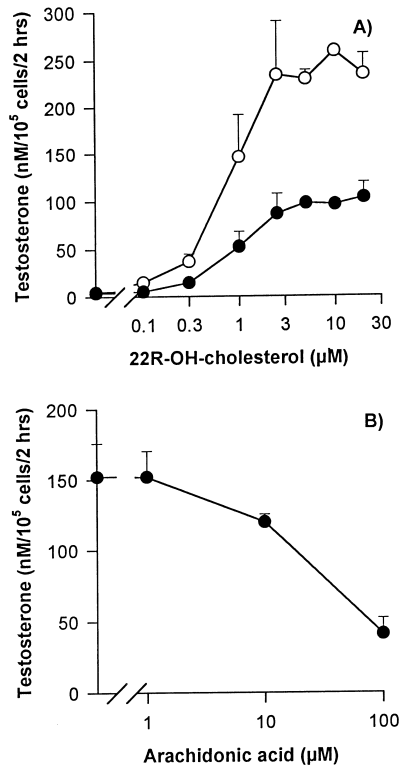 A)
Testosterone (nM/10⁵ cells/2 hrs)
300
250
200
150
100
50
0
0.1 0.3 1 3 10 30
22R-OH-cholesterol (µM)
B)
Testosterone (nM/10⁵ cells/2 hrs)
200
150
100
50
0
1 10 100
Arachidonic acid (µM)